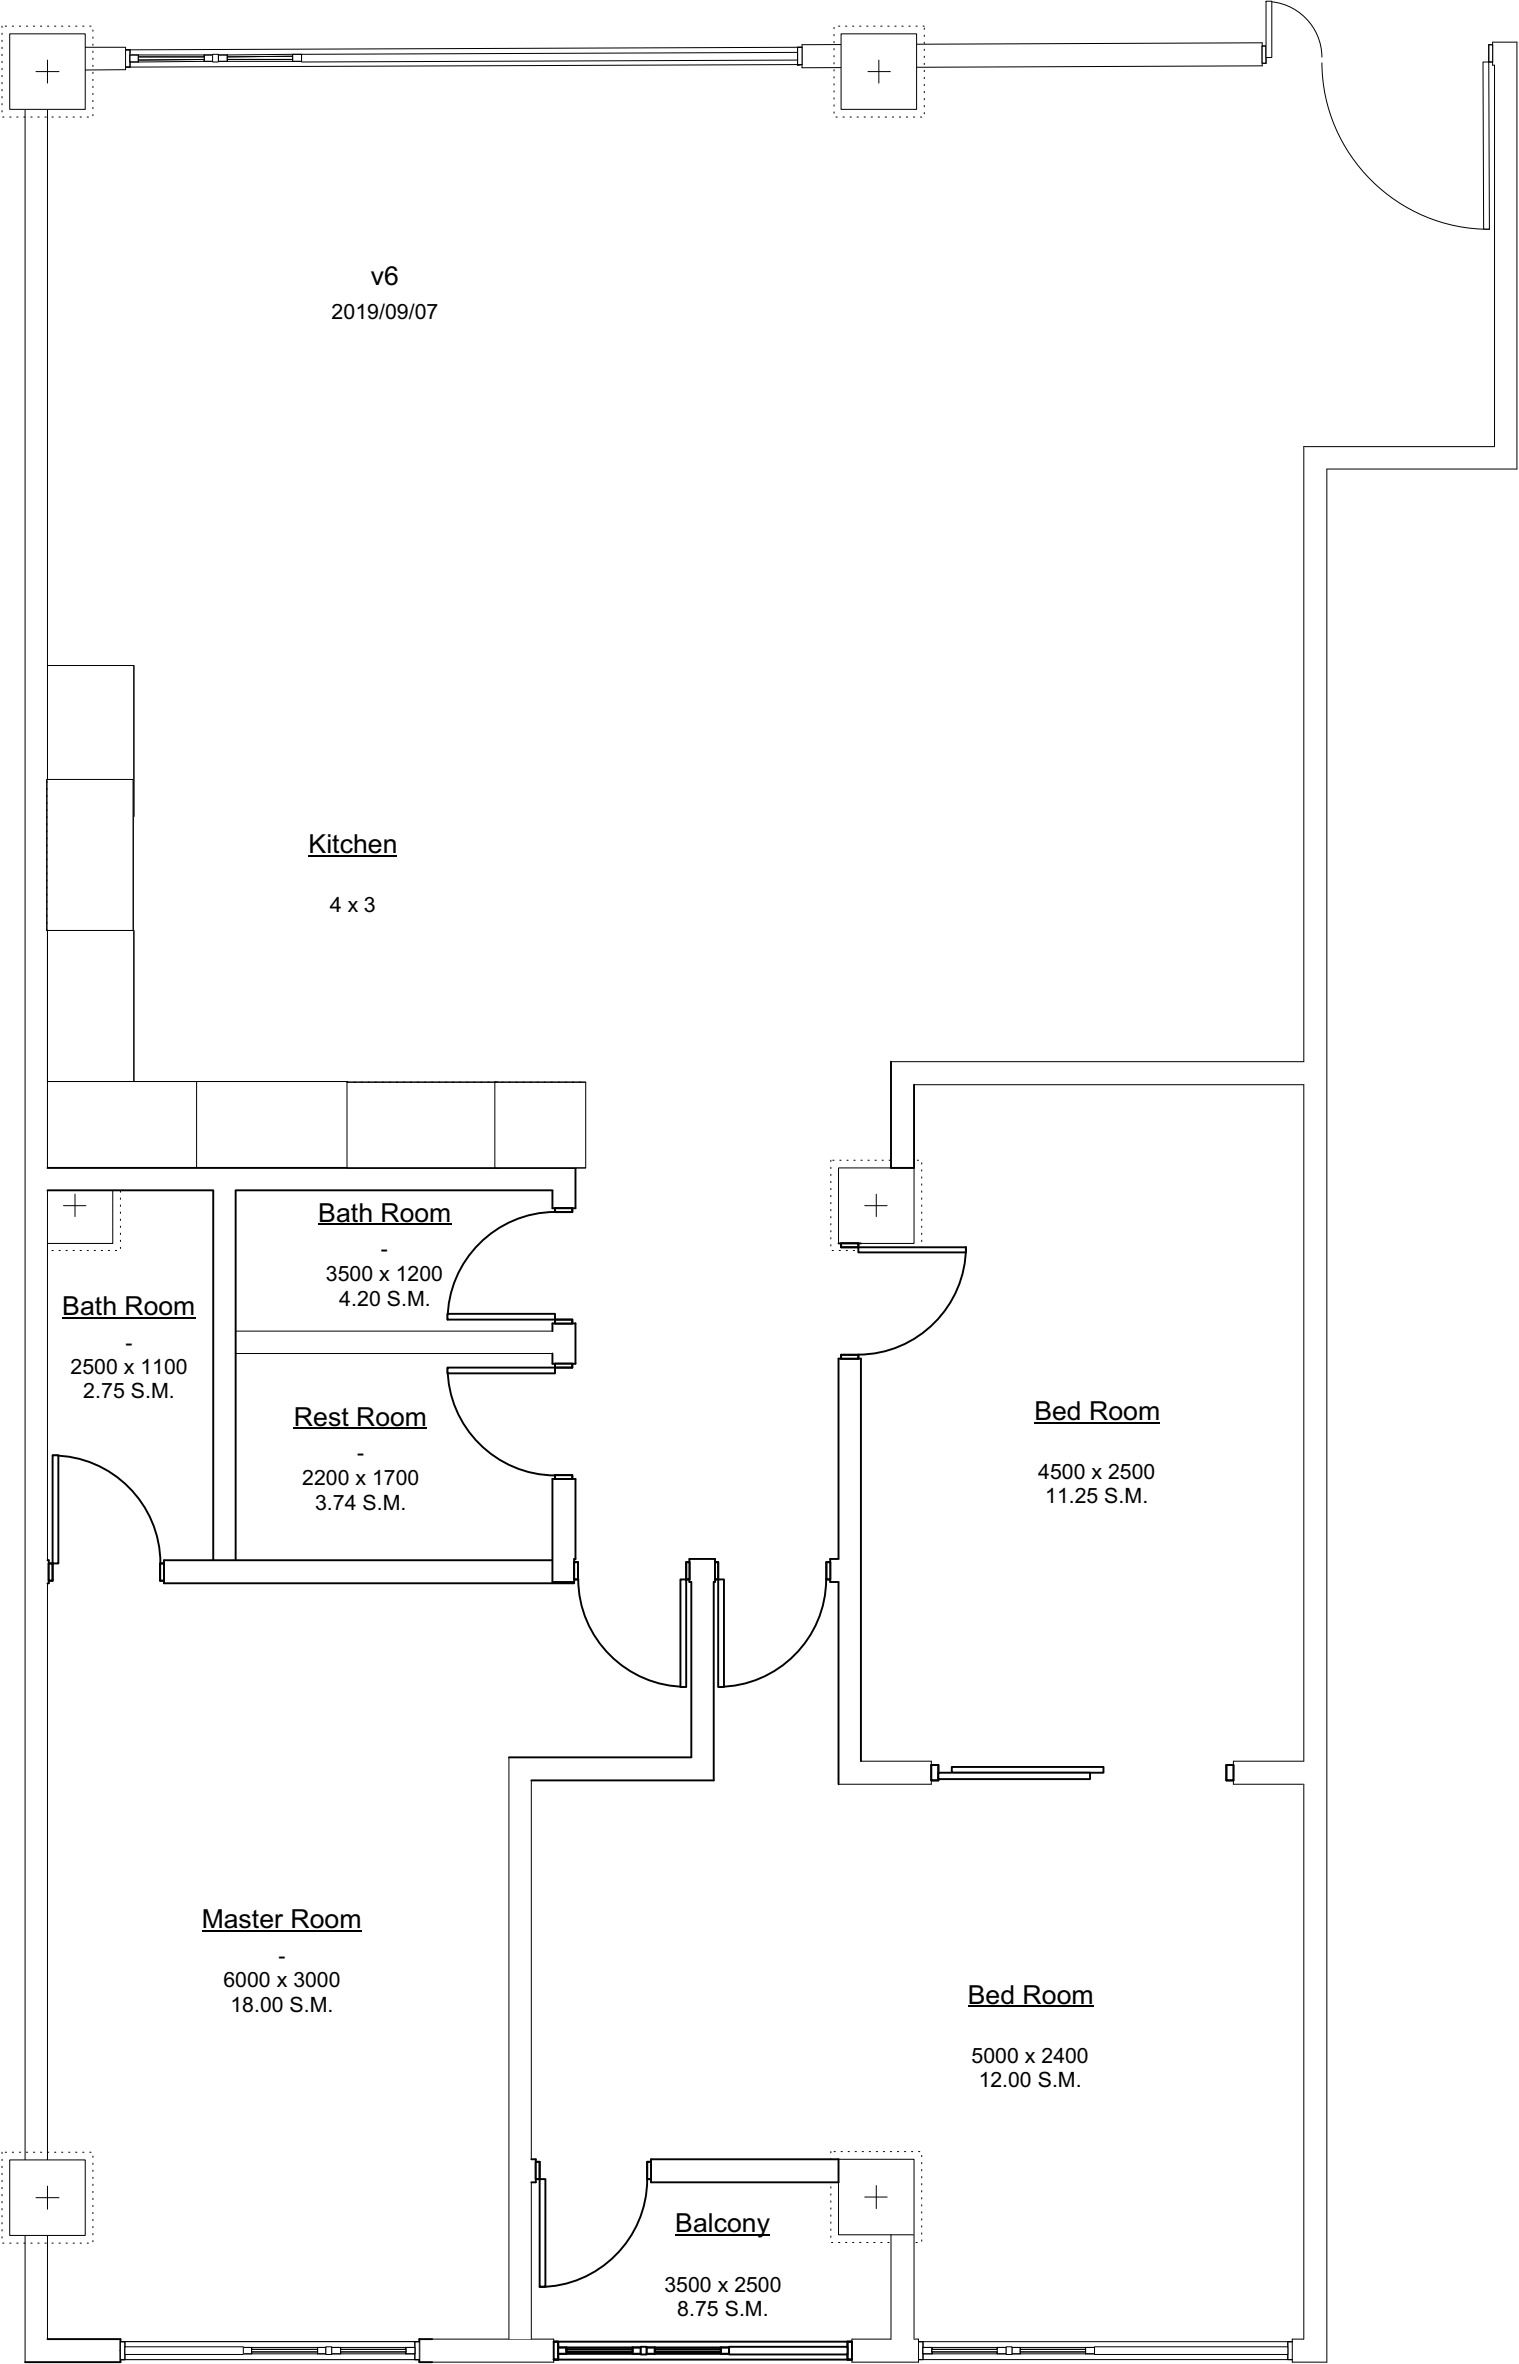 v6
2019/09/07
Kitchen
4 x 3
Bath Room
-
3500 x 1200
4.20 S.M.
Bath Room
-
2500 x 1100
2.75 S.M.
Rest Room
-
2200 x 1700
3.74 S.M.
Bed Room
4500 x 2500
11.25 S.M.
Master Room
-
6000 x 3000
18.00 S.M.
Bed Room
5000 x 2400
12.00 S.M.
Balcony
3500 x 2500
8.75 S.M.